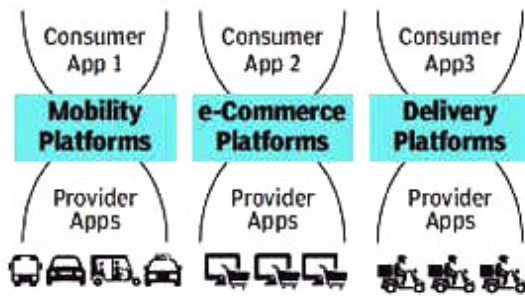 Consumer
App 1
Mobility
Platforms
Provider
Apps
Consumer
App 2
e-Commerce
Platforms
Provider
Apps
Consumer
App3
Delivery
Platforms
Provider
Apps